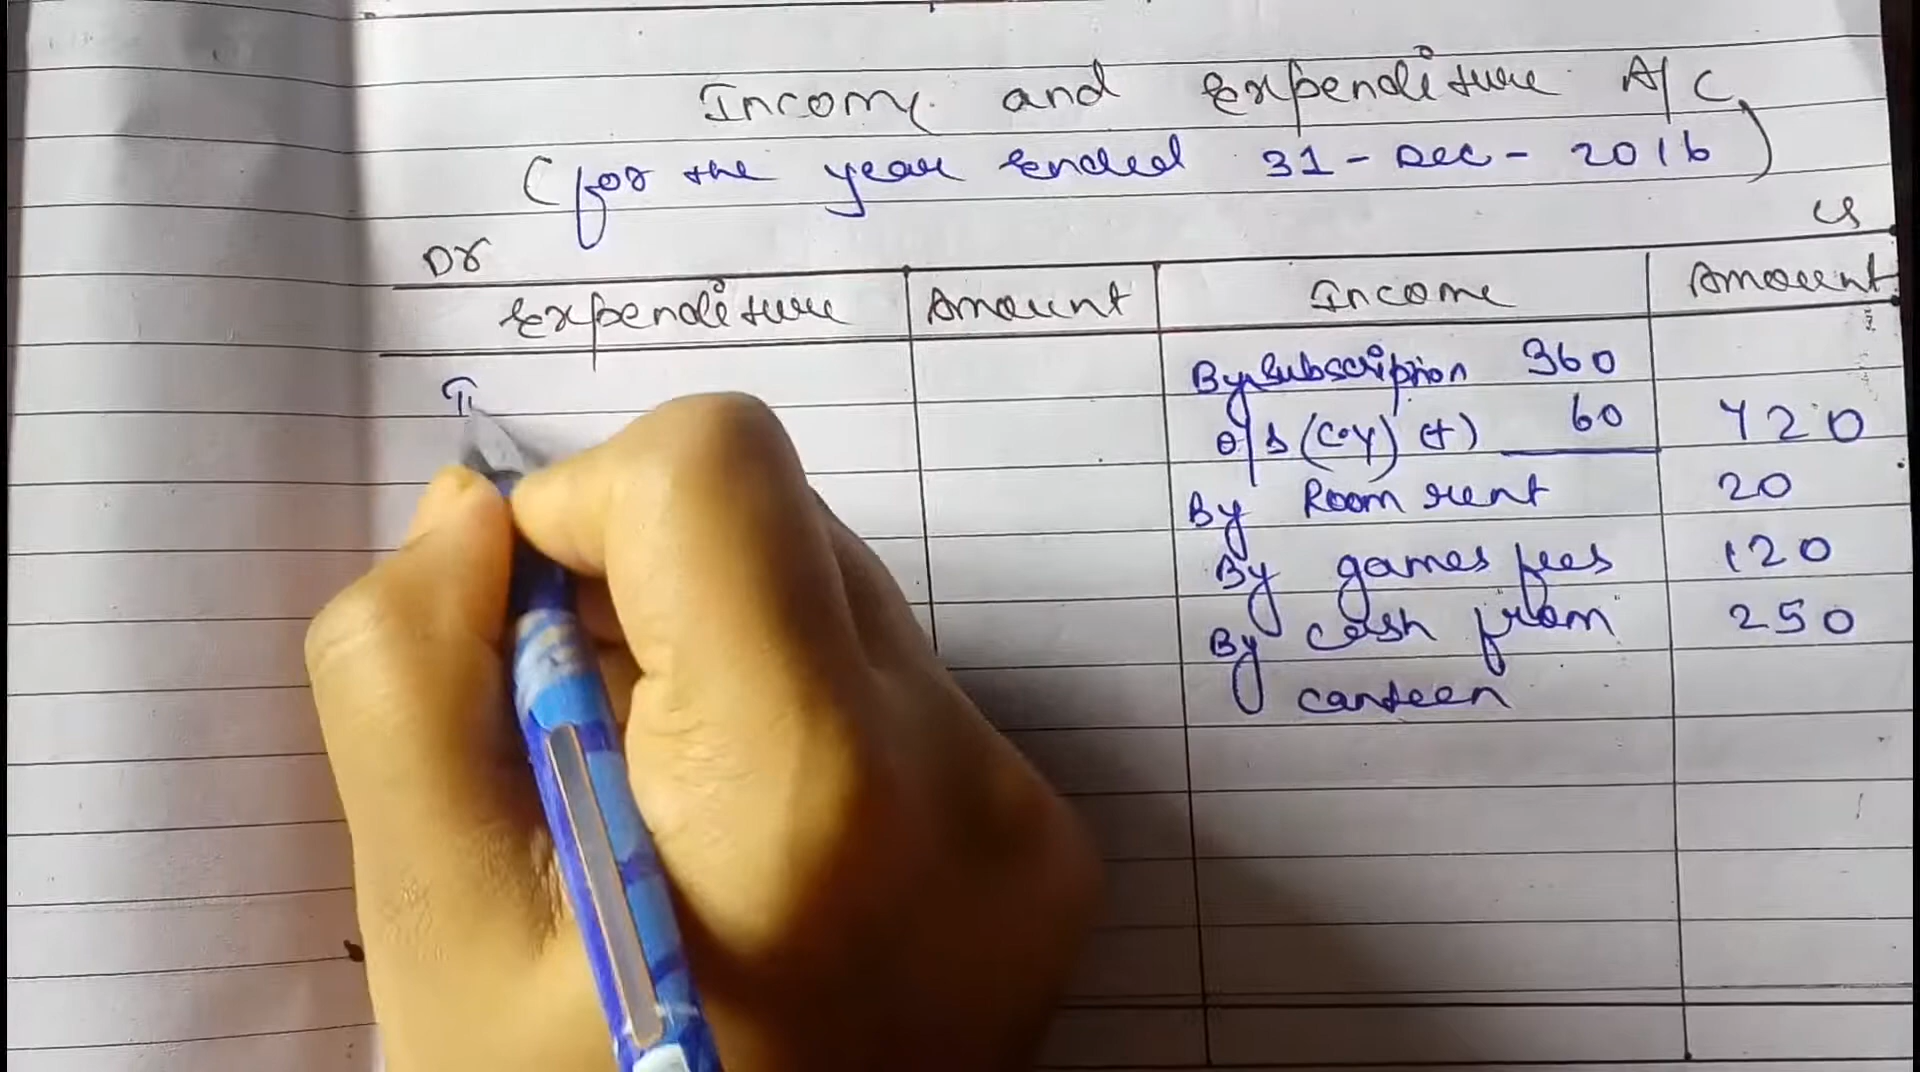 Income and Expenditure A/C
(for the year ended 31-Dec-2016)
Dr Cr
Expenditure Amount Income Amount
By Subscription 360
o/s (c.y) (+) 60 420
By Room rent 20
By games fees 120
By cash from 250
canteen